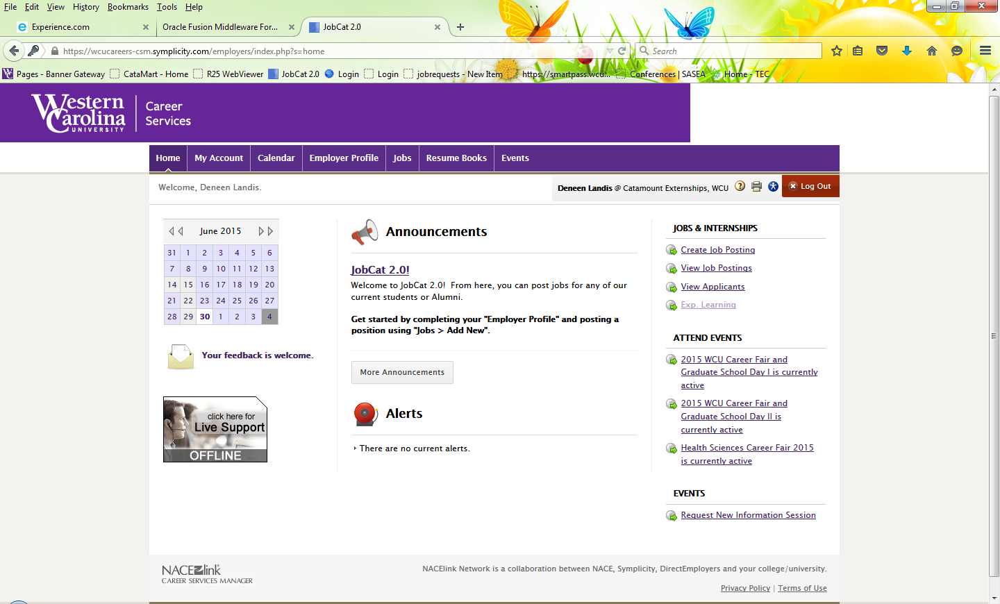 File Edit View History Bookmarks Tools Help
Experience.com
Oracle Fusion Middleware For...
JobCat 2.0
https://wcucareers-csm.symplicity.com/employers/index.php?s=home
Search
Pages - Banner Gateway CataMart - Home R25 WebViewer JobCat 2.0 Login Login jobrequests - New Item https://smartpass.wcu... Conferences | SASEA Home - TEC
Western
Carolina
UNIVERSITY
Career
Services
Home My Account Calendar Employer Profile Jobs Resume Books Events
Welcome, Deneen Landis.
Deneen Landis @ Catamount Externships, WCU
Log Out
June 2015
31 1 2 3 4 5 6
7 8 9 10 11 12 13
14 15 16 17 18 19 20
21 22 23 24 25 26 27
28 29 30 1 2 3 4
Your feedback is welcome.
click here for
Live Support
OFFLINE
Announcements
JobCat 2.0!
Welcome to JobCat 2.0!  From here, you can post jobs for any of our
current students or Alumni.
Get started by completing your "Employer Profile" and posting a
position using "Jobs > Add New".
More Announcements
Alerts
There are no current alerts.
JOBS & INTERNSHIPS
Create Job Posting
View Job Postings
View Applicants
Exp. Learning
ATTEND EVENTS
2015 WCU Career Fair and
Graduate School Day I is currently
active
2015 WCU Career Fair and
Graduate School Day II is
currently active
Health Sciences Career Fair 2015
is currently active
EVENTS
Request New Information Session
NACElink
CAREER SERVICES MANAGER
NACElink Network is a collaboration between NACE, Symplicity, DirectEmployers and your college/university.
Privacy Policy | Terms of Use